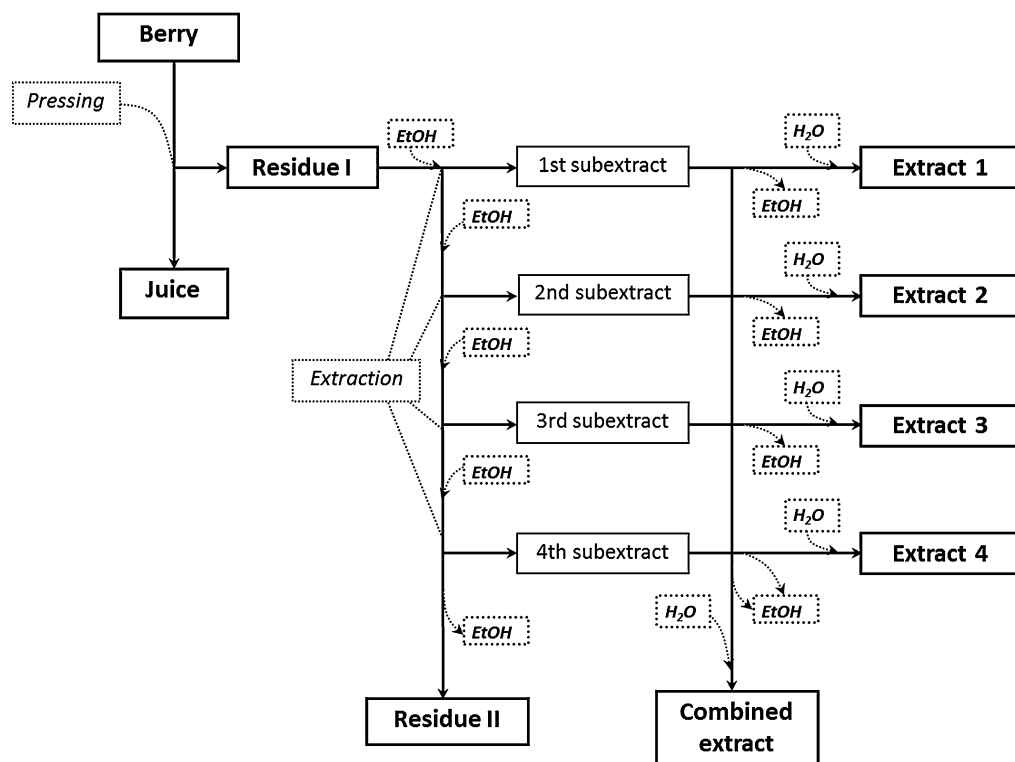 Berry
Pressing
EtOH
H₂O
Residue I
1st subextract
Extract 1
EtOH
EtOH
H₂O
Juice
2nd subextract
Extract 2
EtOH
EtOH
H₂O
Extraction
3rd subextract
Extract 3
EtOH
EtOH
H₂O
4th subextract
Extract 4
H₂O
EtOH
EtOH
Residue II
Combined
extract